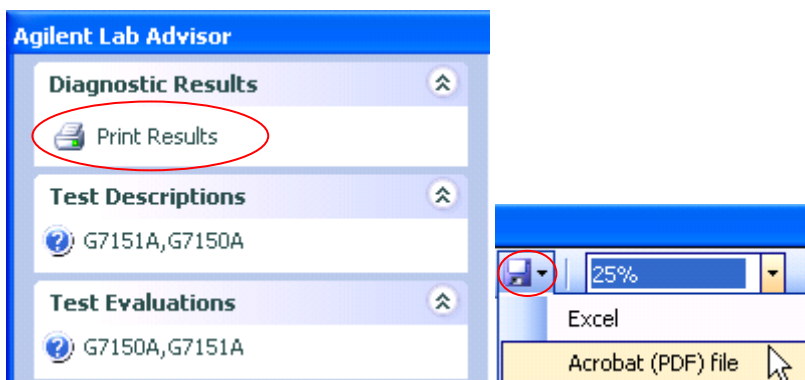 Agilent Lab Advisor
Diagnostic Results
Print Results
Test Descriptions
G7151A,G7150A
Test Evaluations
G7150A,G7151A
25%
Excel
Acrobat (PDF) file